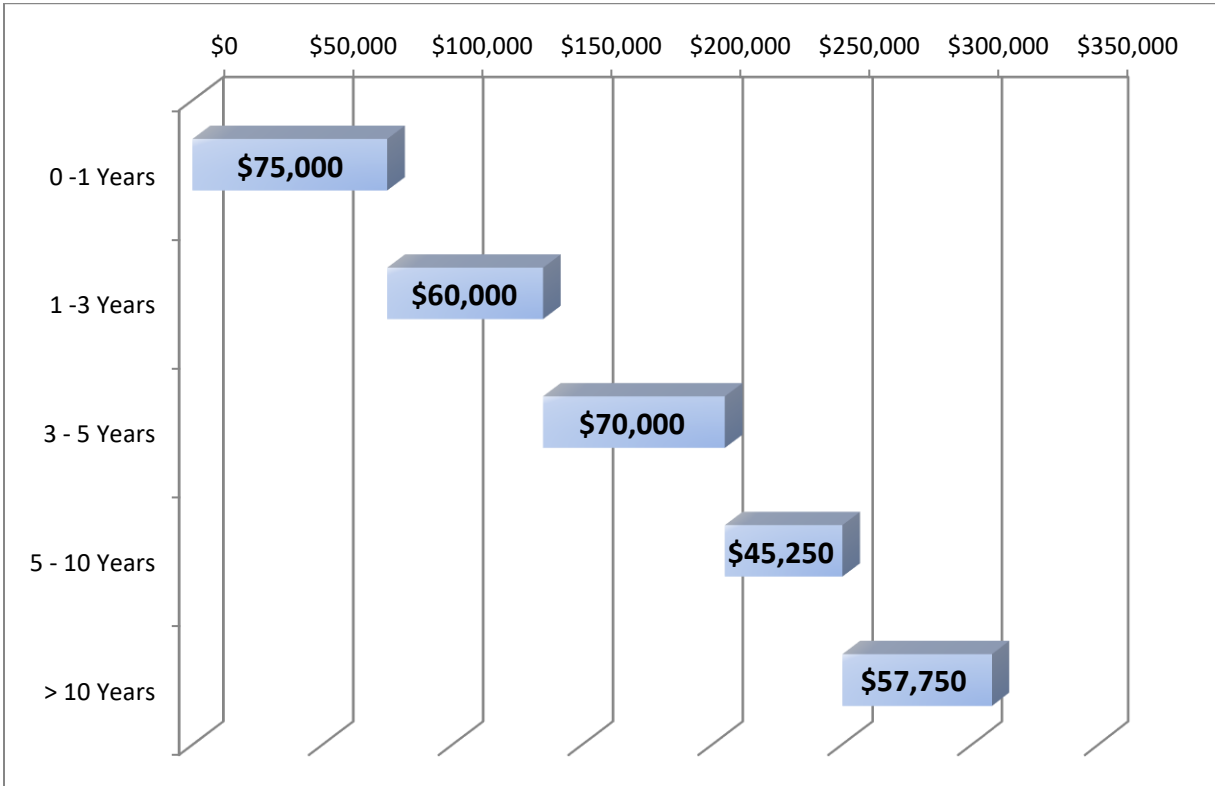 $0 $50,000 $100,000 $150,000 $200,000 $250,000 $300,000 $350,000
0 -1 Years
$75,000
1 -3 Years
$60,000
3 - 5 Years
$70,000
5 - 10 Years
$45,250
> 10 Years
$57,750